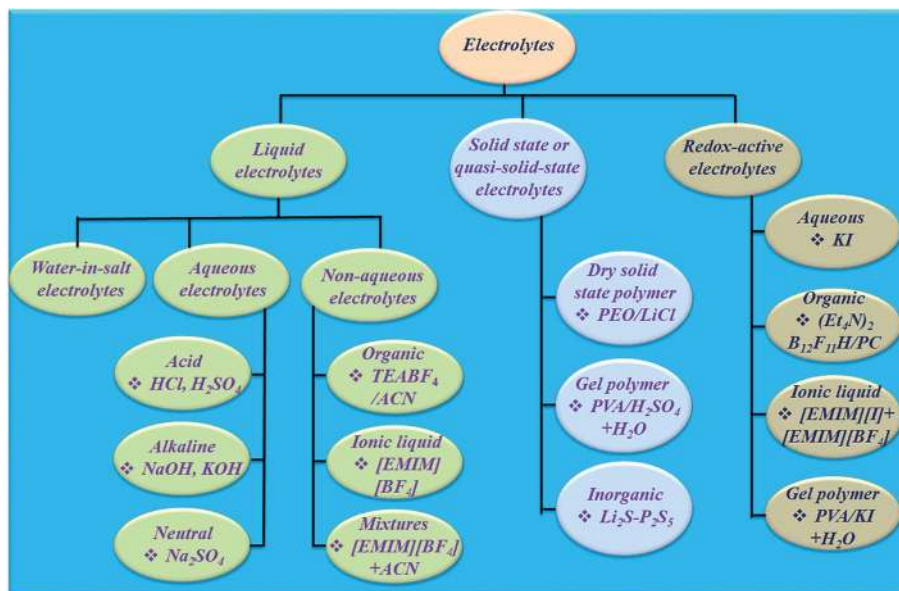 Electrolytes
Liquid
electrolytes
Solid state or
quasi-solid-state
electrolytes
Redox-active
electrolytes
Water-in-salt
electrolytes
Aqueous
electrolytes
Non-aqueous
electrolytes
Acid
❖ HCl, H₂SO₄
Alkaline
❖ NaOH, KOH
Neutral
❖ Na₂SO₄
Organic
❖ TEABF₄
/ACN
Ionic liquid
❖ [EMIM]
[BF₄]
Mixtures
❖ [EMIM][BF₄]
+ACN
Dry solid
state polymer
❖ PEO/LiCl
Gel polymer
❖ PVA/H₂SO₄
+H₂O
Inorganic
❖ Li₂S-P₂S₅
Aqueous
❖ KI
Organic
❖ (Et₄N)₂
B₁₂F₁₁H/PC
Ionic liquid
❖ [EMIM][I]+
[EMIM][BF₄]
Gel polymer
❖ PVA/KI
+H₂O